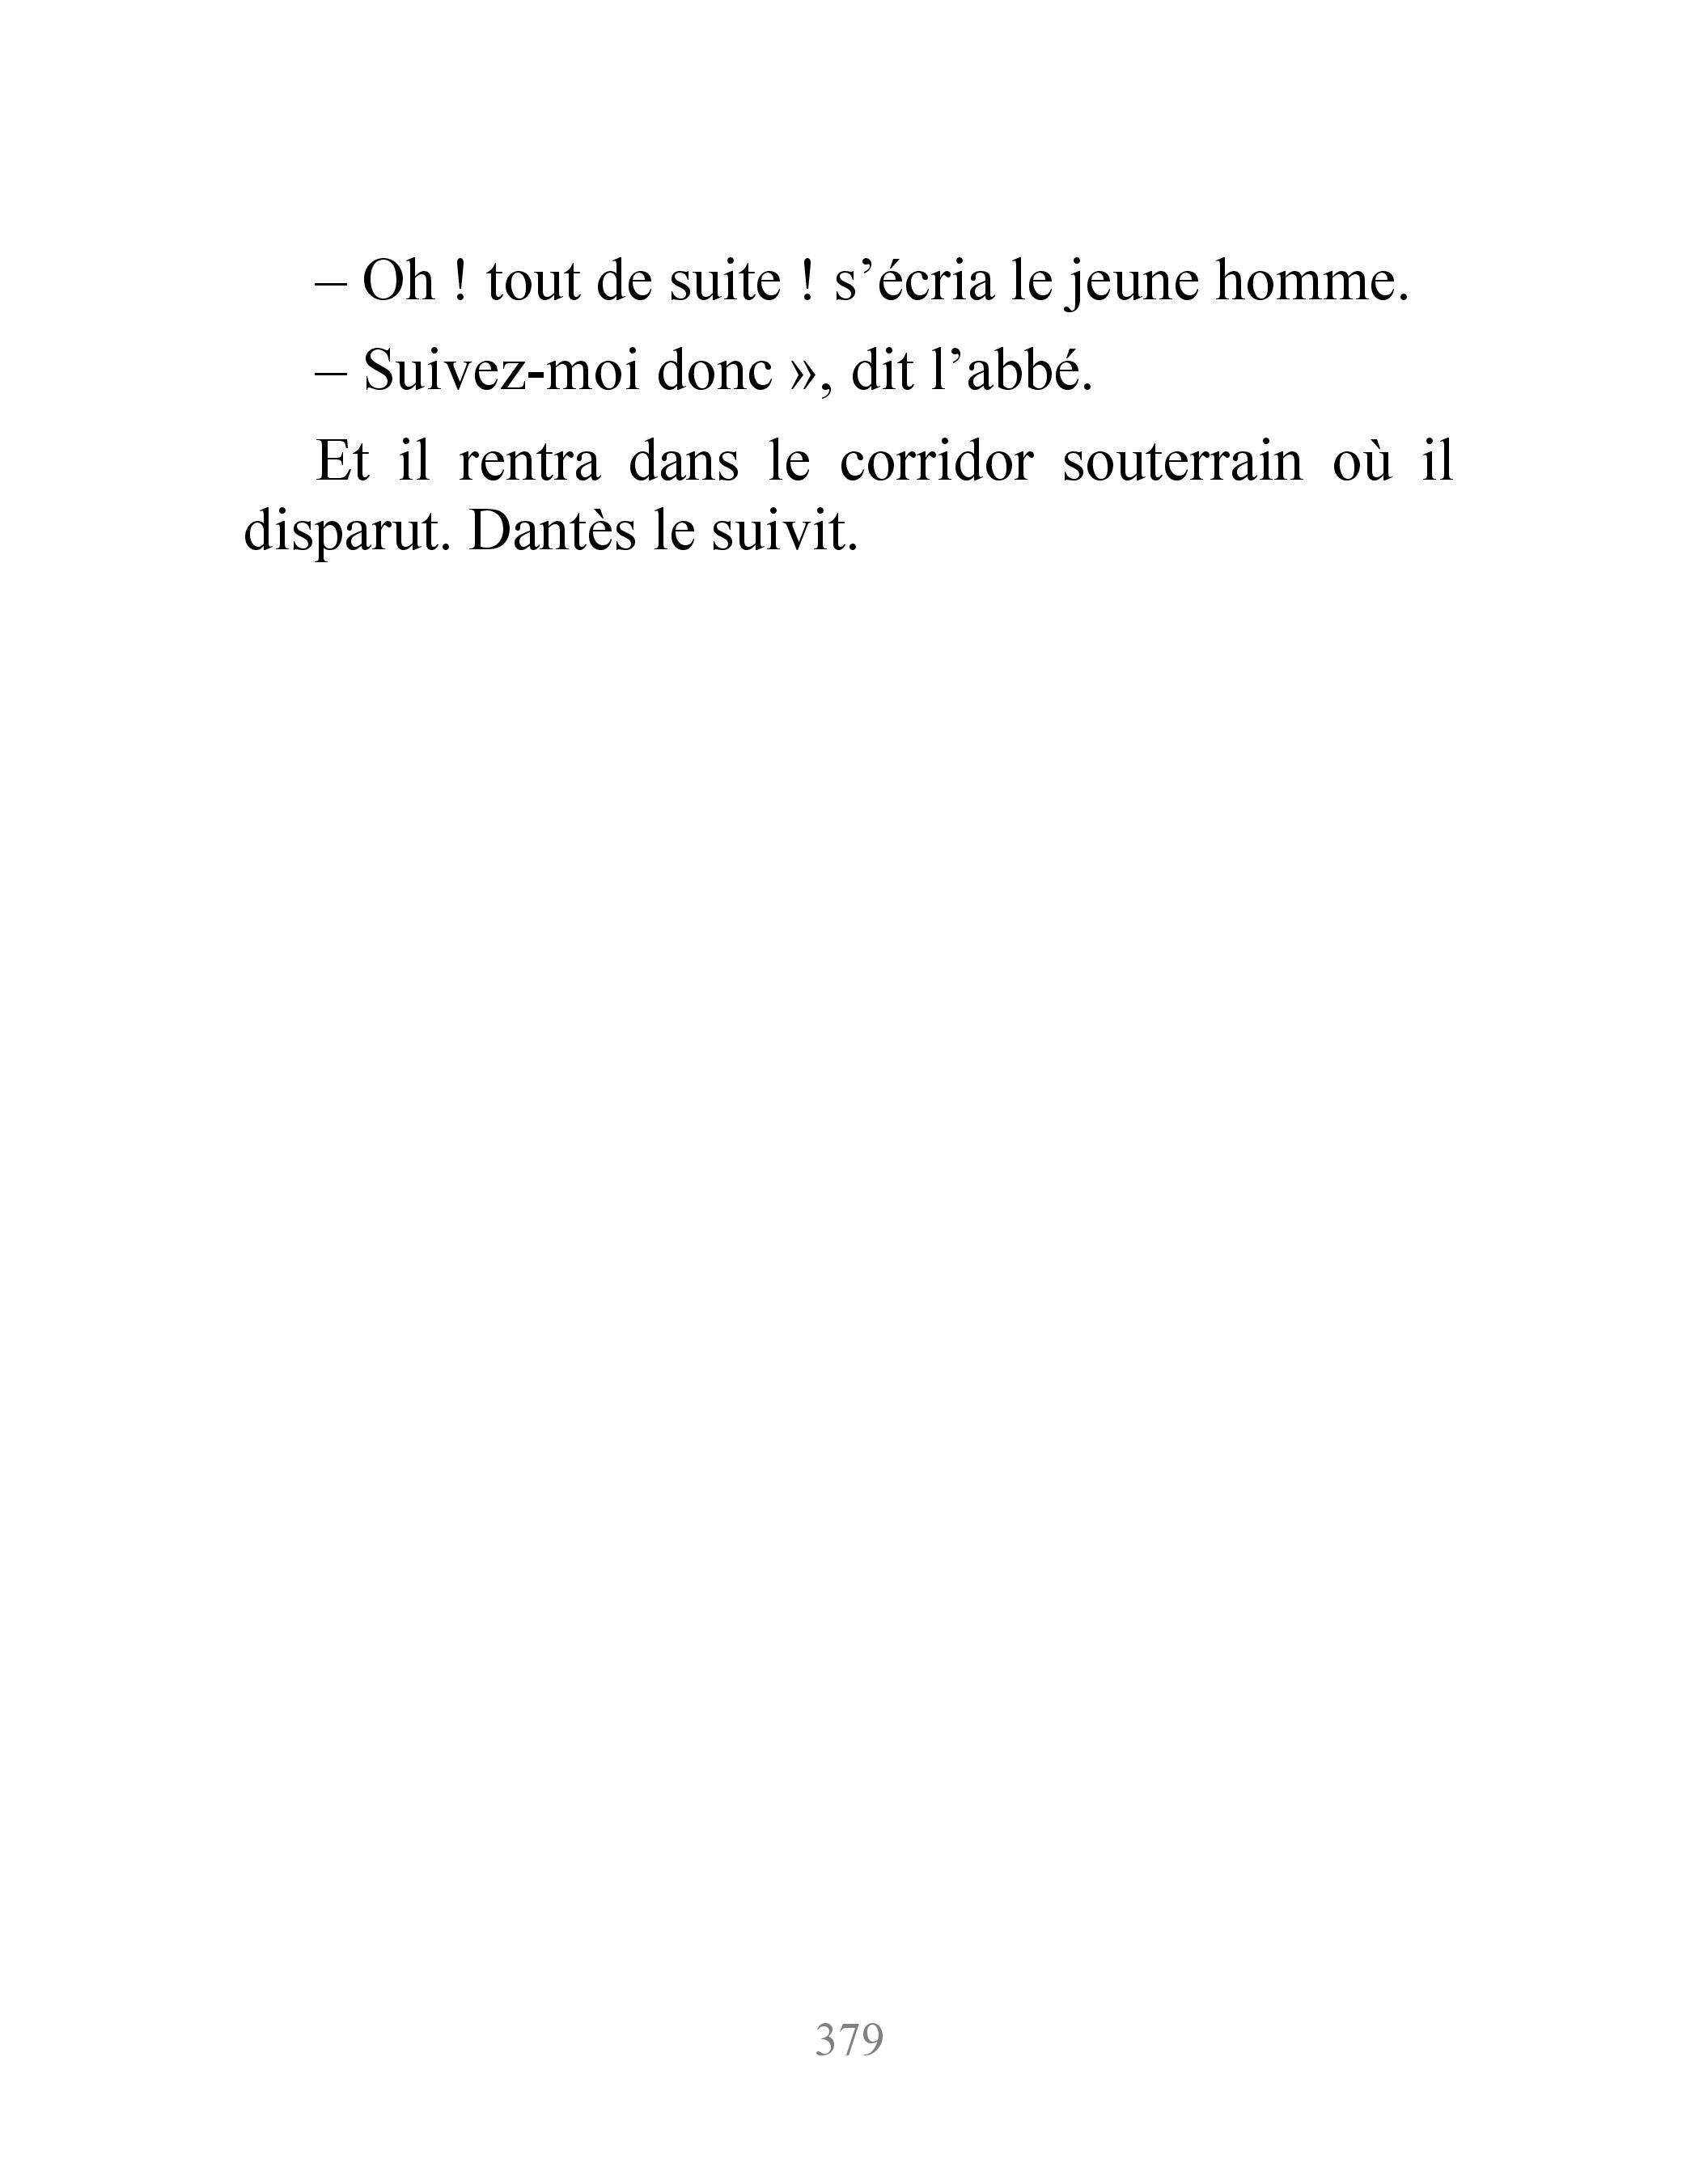 – Oh ! tout de suite ! s’écria le jeune homme.
– Suivez-moi donc », dit l’abbé.
Et il rentra dans le corridor souterrain où il
disparut. Dantès le suivit.
379